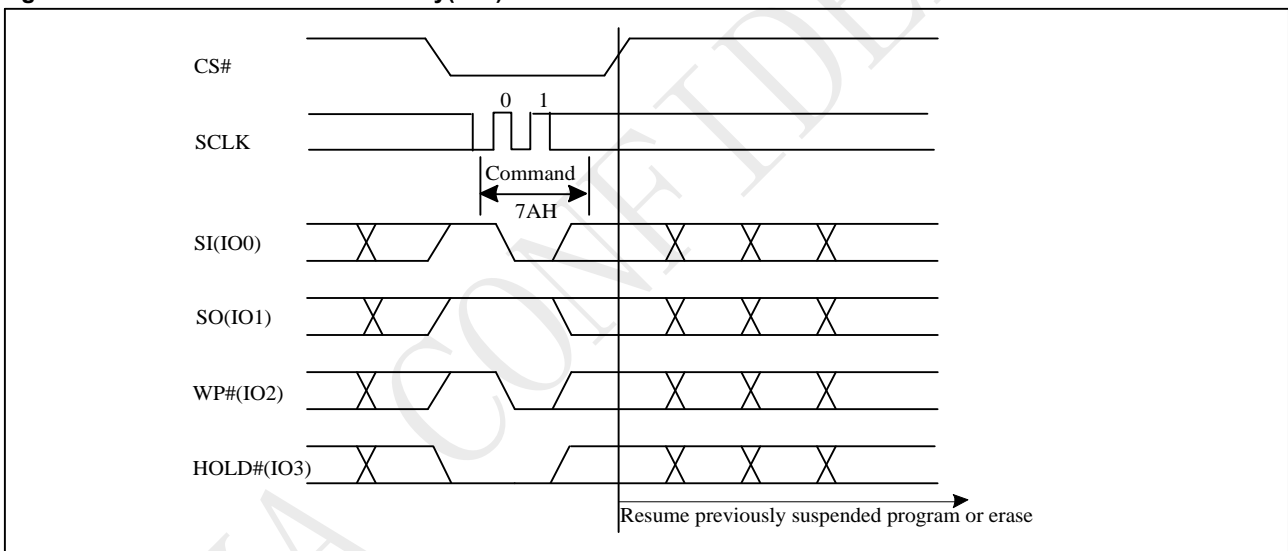 CS#
0 1
SCLK
Command
7AH
SI(IO0)
SO(IO1)
WP#(IO2)
HOLD#(IO3)
Resume previously suspended program or erase